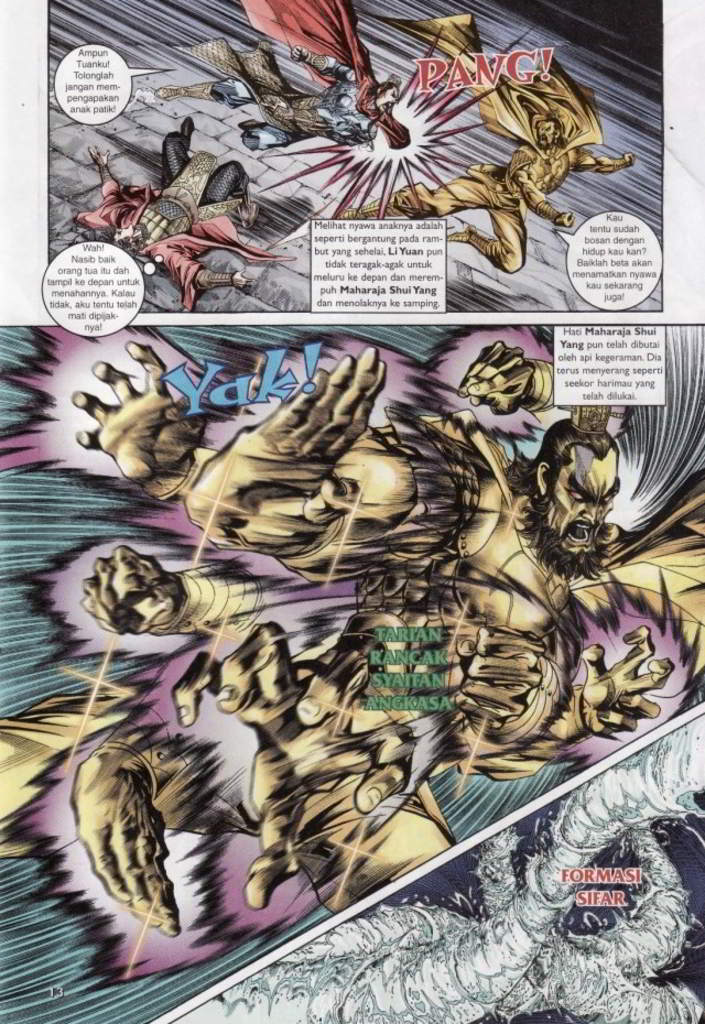 Ampun
Tuanku!
Tolonglah
jangan mem-
pengapakan
anak patik!
PANG!
Wah!
Nasib baik
orang tua itu dah
tampil ke depan untuk
menahannya. Kalau
tidak, aku tentu telah
mati dipijak-
nya!
Melihat nyawa anaknya adalah
seperti bergantung pada ram-
but yang sehelai, Li Yuan pun
tidak teragak-agak untuk
meluru ke depan dan merem-
puh Maharaja Shui Yang
dan menolaknya ke samping.
Kau
tentu sudah
bosan dengan
hidup kau kan?
Baiklah beta akan
menamatkan nyawa
kau sekarang
juga!
Hati Maharaja Shui
Yang pun telah dibutai
oleh api kegeraman. Dia
terus menyerang seperti
seekor harimau yang
telah dilukai.
Yak!
TARIAN
RANCAK
SYAITAN
ANGKASA
FORMASI
SIFAR
13